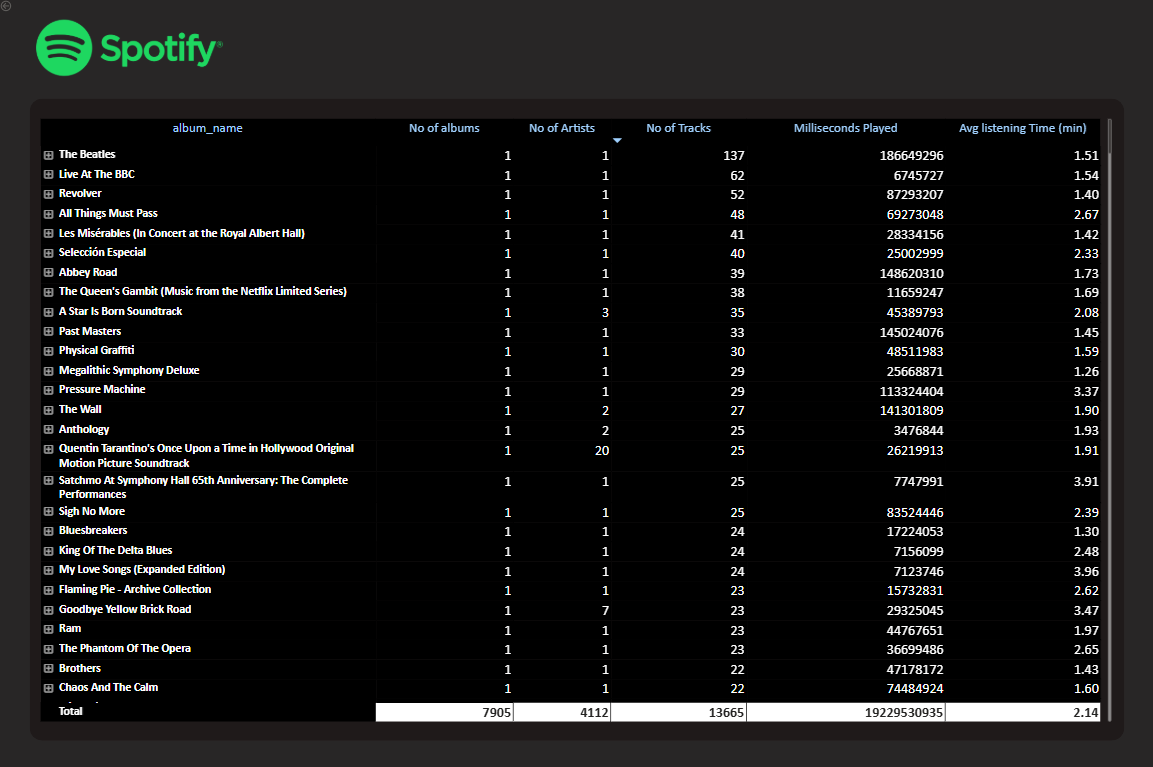 Spotify®
album_name No of albums No of Artists No of Tracks Milliseconds Played Avg listening Time (min)
The Beatles 1 1 137 186649296 1.51
Live At The BBC 1 1 62 6745727 1.54
Revolver 1 1 52 87293207 1.40
All Things Must Pass 1 1 48 69273048 2.67
Les Misérables (In Concert at the Royal Albert Hall) 1 1 41 28334156 1.42
Selección Especial 1 1 40 25002999 2.33
Abbey Road 1 1 39 148620310 1.73
The Queen's Gambit (Music from the Netflix Limited Series) 1 1 38 11659247 1.69
A Star Is Born Soundtrack 1 3 35 45389793 2.08
Past Masters 1 1 33 145024076 1.45
Physical Graffiti 1 1 30 48511983 1.59
Megalithic Symphony Deluxe 1 1 29 25668871 1.26
Pressure Machine 1 1 29 113324404 3.37
The Wall 1 2 27 141301809 1.90
Anthology 1 2 25 3476844 1.93
Quentin Tarantino's Once Upon a Time in Hollywood Original 1 20 25 26219913 1.91
Motion Picture Soundtrack
Satchmo At Symphony Hall 65th Anniversary: The Complete 1 1 25 7747991 3.91
Performances
Sigh No More 1 1 25 83524446 2.39
Bluesbreakers 1 1 24 17224053 1.30
King Of The Delta Blues 1 1 24 7156099 2.48
My Love Songs (Expanded Edition) 1 1 24 7123746 3.96
Flaming Pie - Archive Collection 1 1 23 15732831 2.62
Goodbye Yellow Brick Road 1 7 23 29325045 3.47
Ram 1 1 23 44767651 1.97
The Phantom Of The Opera 1 1 23 36699486 2.65
Brothers 1 1 22 47178172 1.43
Chaos And The Calm 1 1 22 74484924 1.60
Total 7905 4112 13665 19229530935 2.14